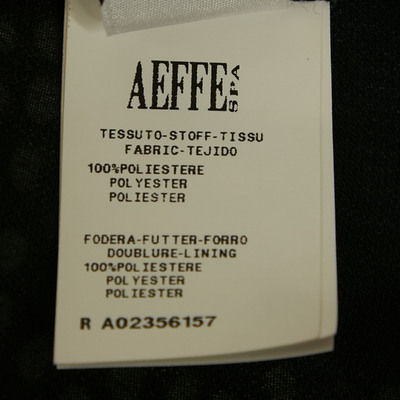 AEFFE SPA
TESSUTO-STOFF-TISSU
FABRIC-TEJIDO
100%POLIESTERE
POLYESTER
POLIESTER
FODERA-FUTTER-FORRO
DOUBLURE-LINING
100%POLIESTERE
POLYESTER
POLIESTER
R A02356157